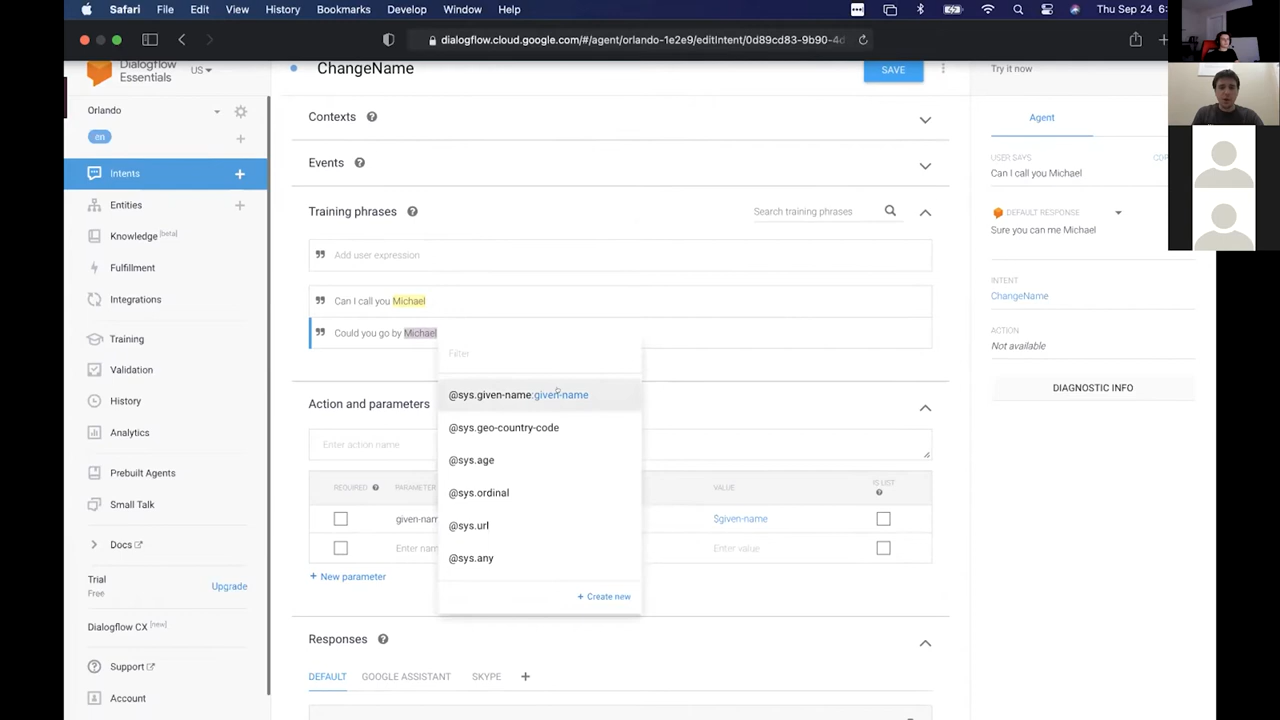 Safari File Edit View History Bookmarks Develop Window Help Thu Sep 24 6:
dialogflow.cloud.google.com/#/agent/orlando-1e2e9/editIntent/0d89cd83-9b90-4d
Dialogflow
Essentials
US
Orlando
en
Intents
Entities
Knowledge [beta]
Fulfillment
Integrations
Training
Validation
History
Analytics
Prebuilt Agents
Small Talk
Docs
Trial
Free
Upgrade
Dialogflow CX [new]
Support
Account
ChangeName
SAVE
Contexts
Events
Training phrases
Search training phrases
Add user expression
Can I call you Michael
Could you go by Michael
Filter
@sys.given-name:given-name
@sys.geo-country-code
@sys.age
@sys.ordinal
@sys.url
@sys.any
+ Create new
Action and parameters
Enter action name
REQUIRED PARAMETER VALUE IS LIST
given-nam $given-name
Enter nam Enter value
+ New parameter
Responses
DEFAULT GOOGLE ASSISTANT SKYPE
Try it now
Agent
USER SAYS
Can I call you Michael
DEFAULT RESPONSE
Sure you can me Michael
INTENT
ChangeName
ACTION
Not available
DIAGNOSTIC INFO